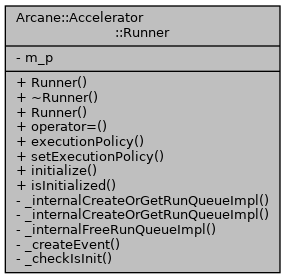 Arcane::Accelerator
::Runner
- m_p
+ Runner()
+ ~Runner()
+ Runner()
+ operator=()
+ executionPolicy()
+ setExecutionPolicy()
+ initialize()
+ isInitialized()
- _internalCreateOrGetRunQueueImpl()
- _internalCreateOrGetRunQueueImpl()
- _internalFreeRunQueueImpl()
- _createEvent()
- _checkIsInit()